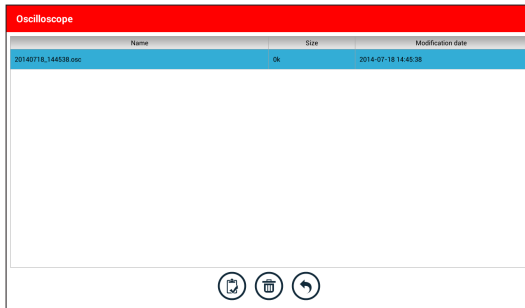 Oscilloscope
Name Size Modification date
20140718_144538.osc 0k 2014-07-18 14:45:38